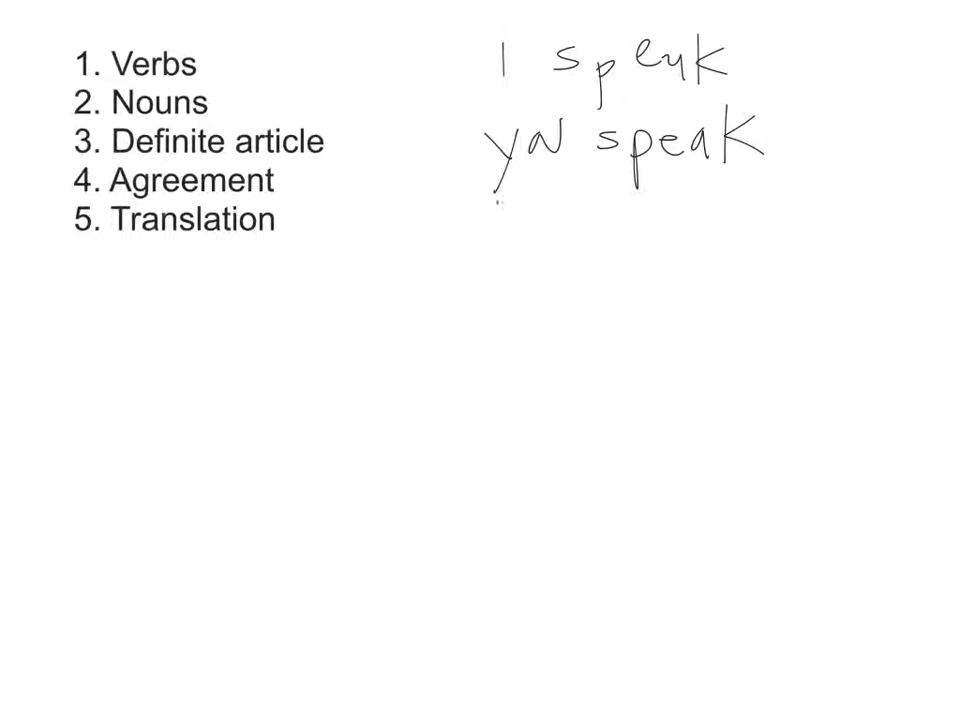 1. Verbs
2. Nouns
3. Definite article
4. Agreement
5. Translation
I speak
you speak